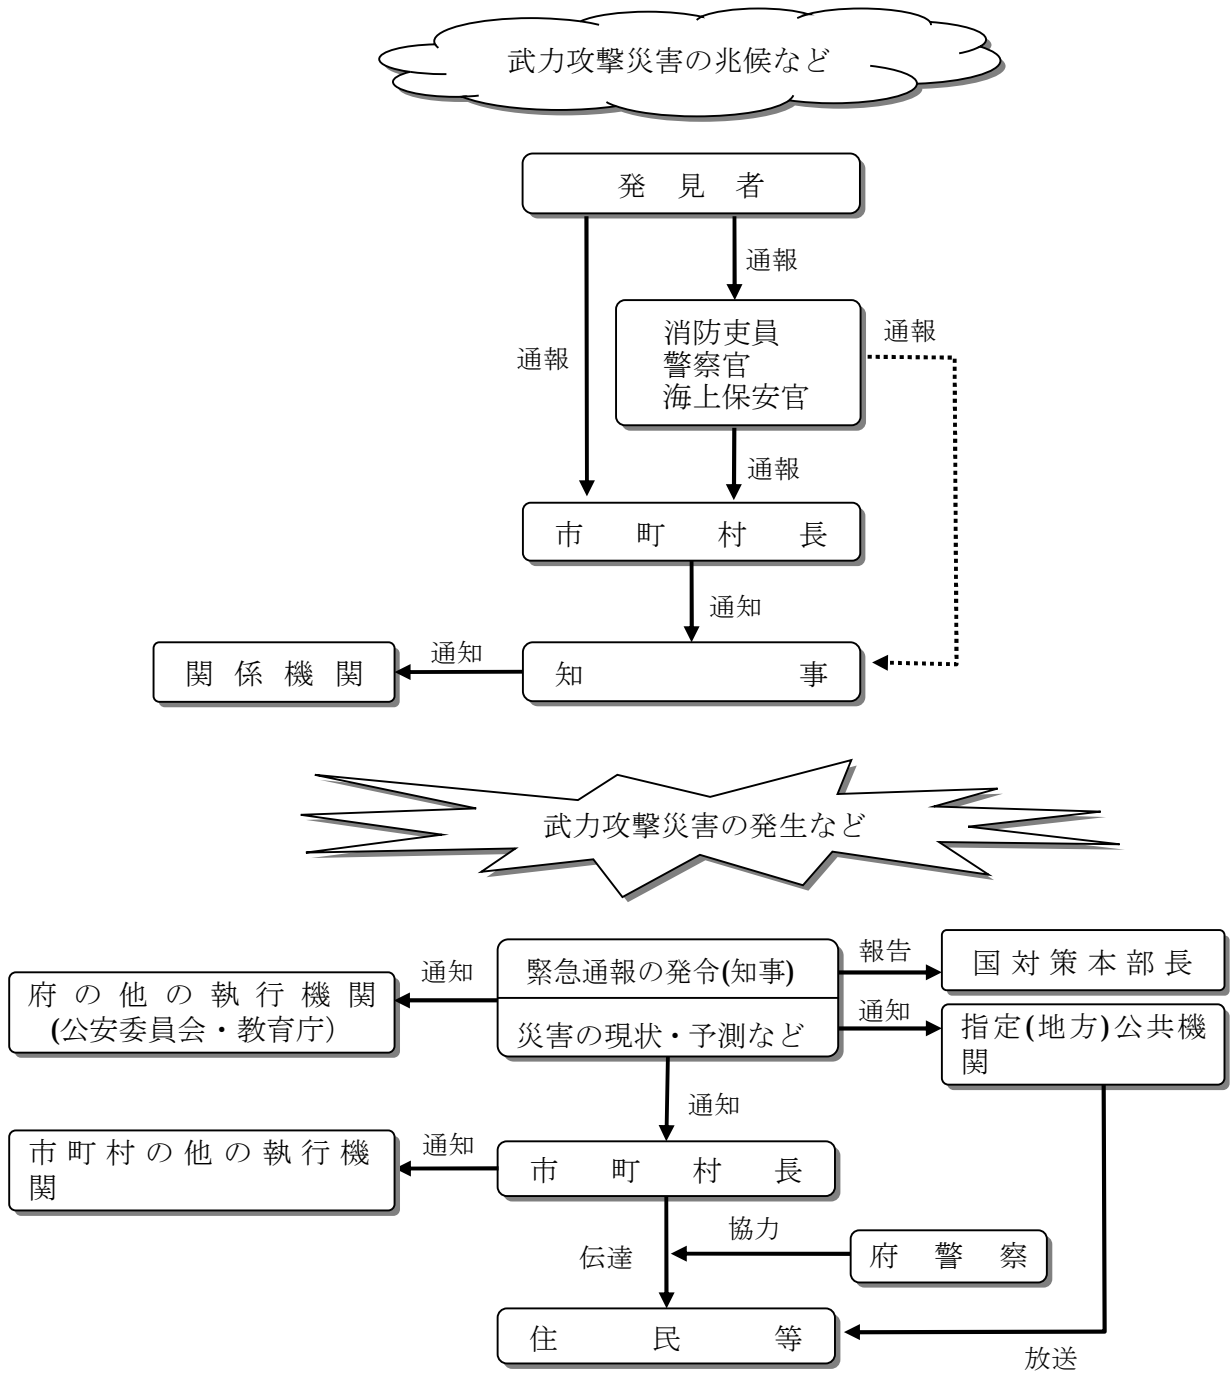 武力攻撃災害の兆候など
発見者
通報
通報
消防吏員
警察官
海上保安官
通報
通報
市町村長
通知
関係機関
通知
知事
武力攻撃災害の発生など
緊急通報の発令(知事)
災害の現状・予測など
報告
国対策本部長
通知
府の他の執行機関
(公安委員会・教育庁)
通知
指定(地方)公共機
関
通知
市町村の他の執行機
関
通知
市町村長
協力
府警察
伝達
住民等
放送